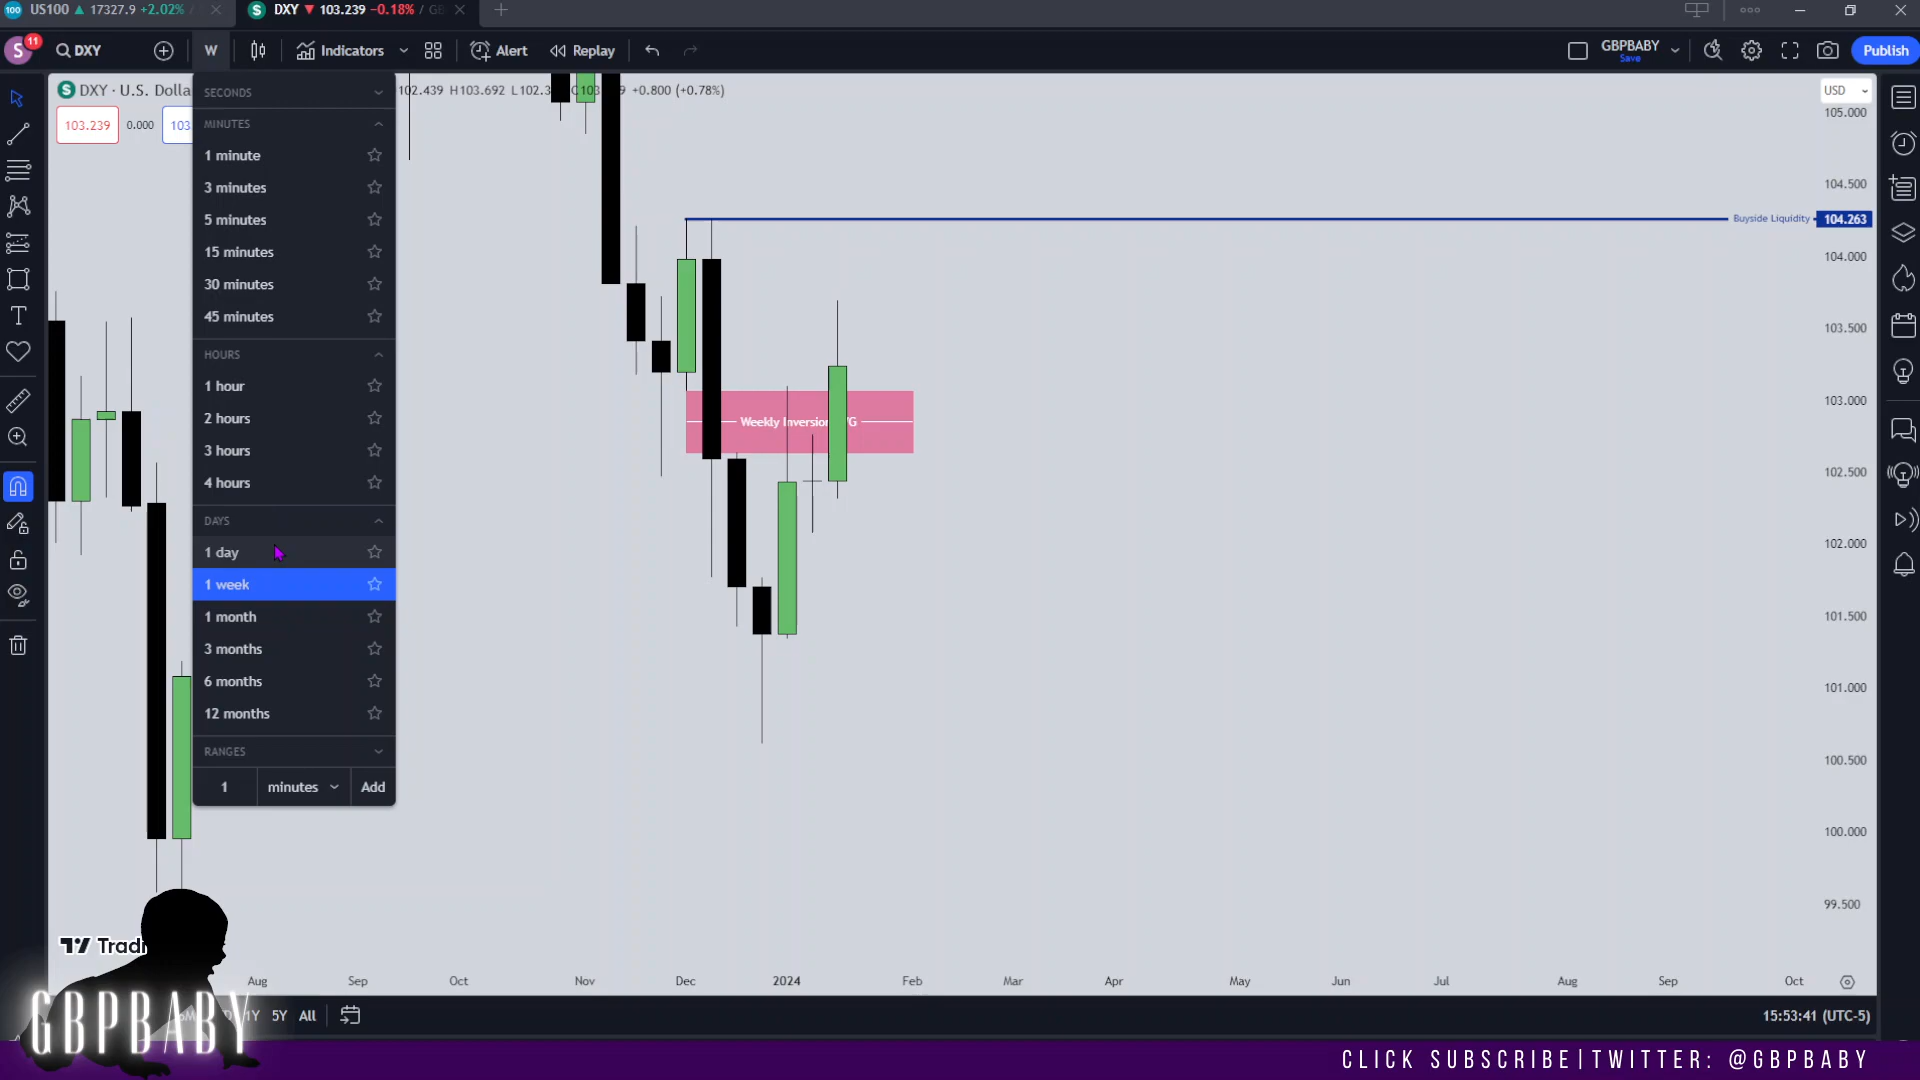 US100 17327.9 +2.02%
DXY 103.239 −0.18%
S 11 DXY W Indicators Alert Replay GBPBABY Save Publish
DXY · U.S. Dolla
102.439 H103.692 +0.800 (+0.78%)
USD
103.239 0.000 103
SECONDS
MINUTES
1 minute
3 minutes
5 minutes
15 minutes
30 minutes
45 minutes
HOURS
1 hour
2 hours
3 hours
4 hours
DAYS
1 day
1 week
1 month
3 months
6 months
12 months
RANGES
1 minutes Add
Buyside Liquidity 104.263
Weekly Inversion
105.000
104.500
104.000
103.500
103.000
102.500
102.000
101.500
101.000
100.500
100.000
99.500
Aug Sep Oct Nov Dec 2024 Feb Mar Apr May Jun Jul Aug Sep Oct
1Y 5Y All
15:53:41 (UTC-5)
GBPBABY
CLICK SUBSCRIBE|TWITTER: @GBPBABY